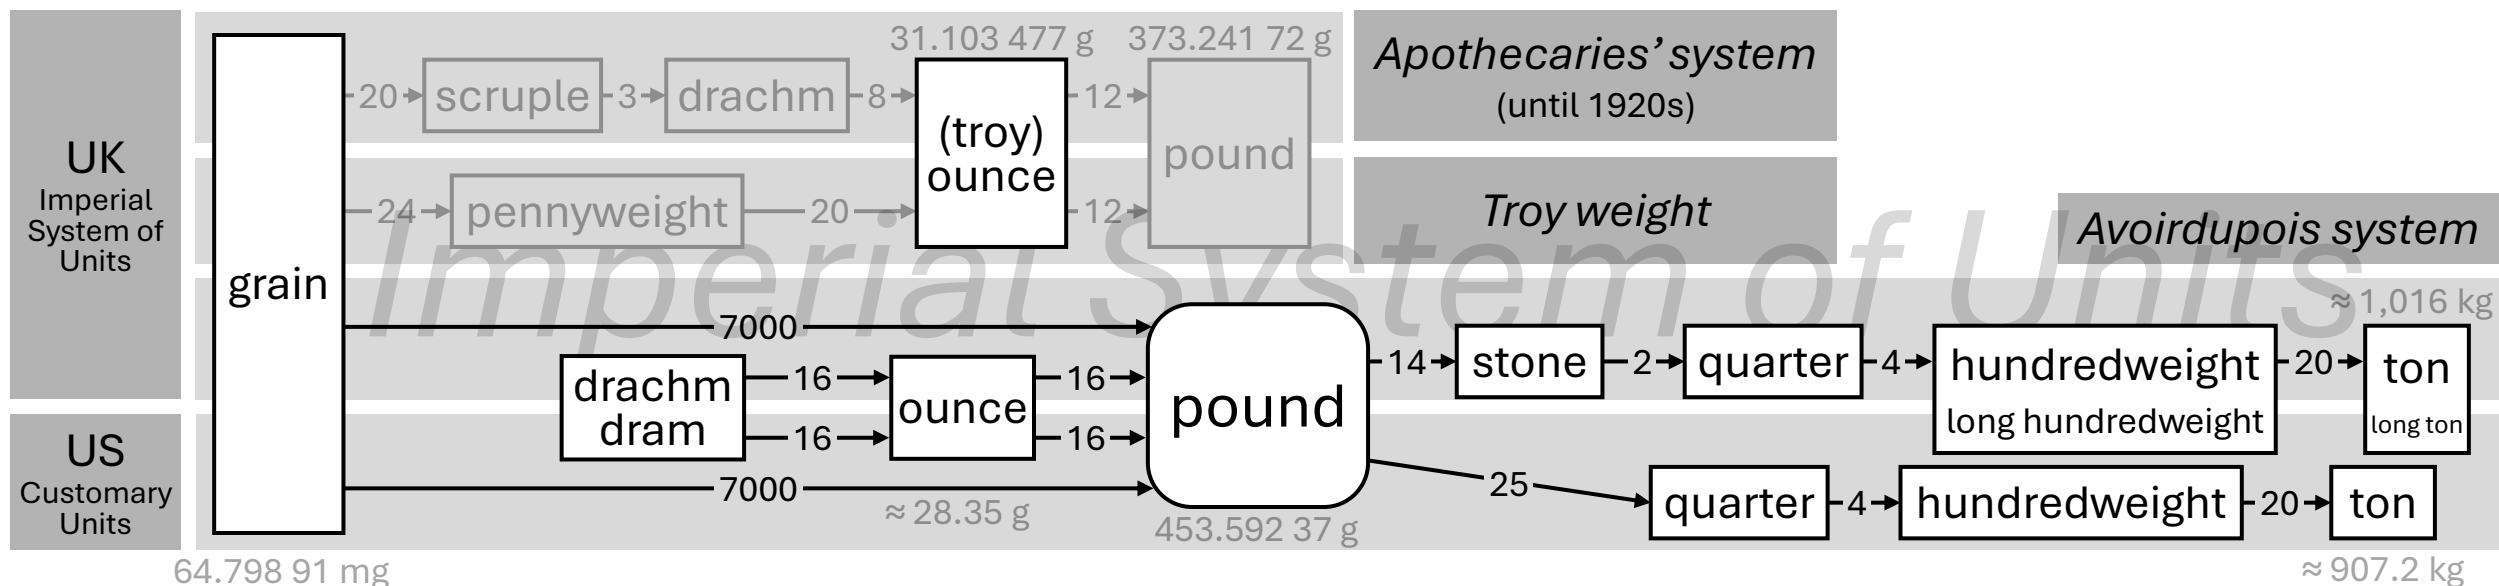 31.103 477 g
373.241 72 g
Apothecaries’ system
(until 1920s)
20
scruple
3
drachm
8
(troy)
ounce
12
pound
UK
Imperial
System of
Units
24
pennyweight
20
12
Troy weight
Avoirdupois system
Imperial System of Units
grain
≈ 1,016 kg
7000
drachm
dram
16
16
ounce
16
16
pound
14
stone
2
quarter
4
hundredweight
long hundredweight
20
ton
long ton
US
Customary
Units
7000
≈ 28.35 g
453.592 37 g
25
quarter
4
hundredweight
20
ton
64.798 91 mg
≈ 907.2 kg